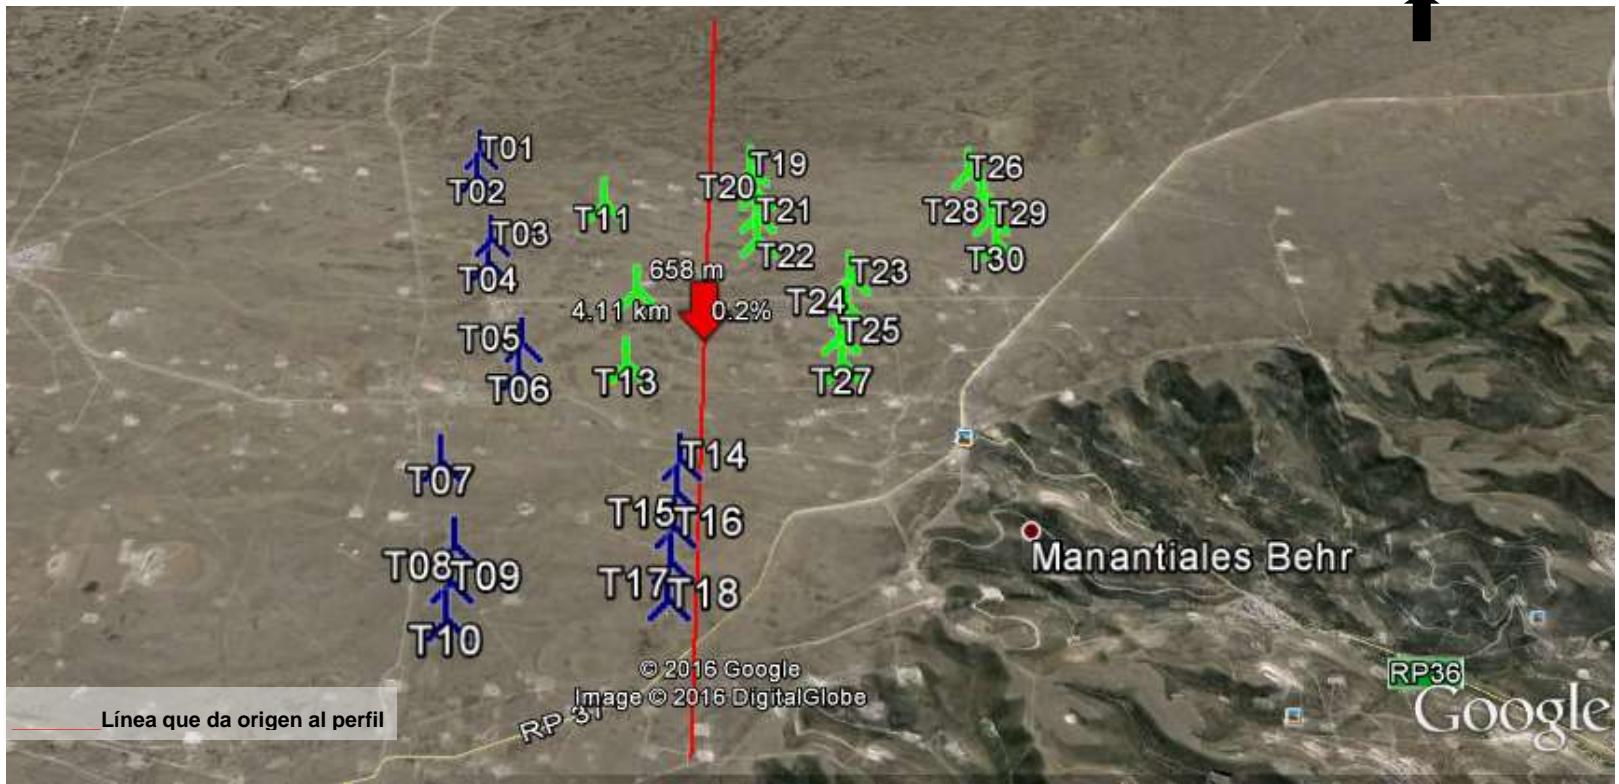 T01
T02
T03
T04
T05
T06
T07
T08
T09
T10
T11
T13
T14
T15
T16
T17
T18
T19
T20
T21
T22
T23
T24
T25
T26
T27
T28
T29
T30
658 m
4.11 km
0.2%
Manantiales Behr
© 2016 Google
Image © 2016 DigitalGlobe
RP 37
RP36
Google
Línea que da origen al perfil